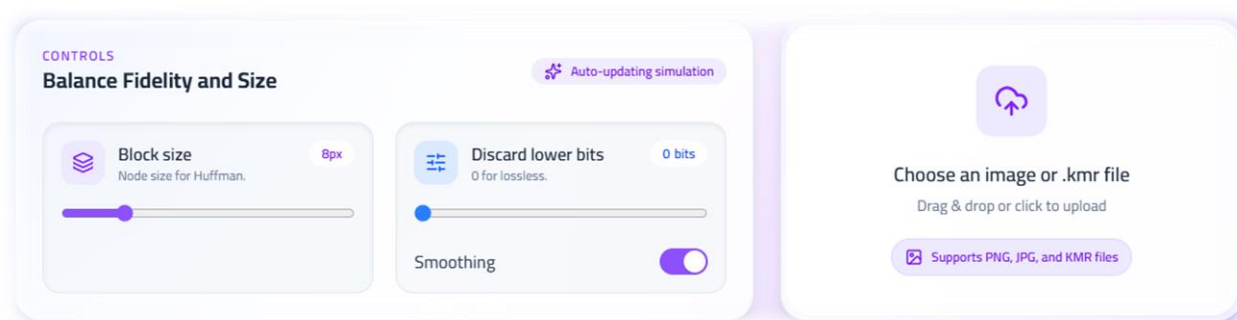 CONTROLS
Balance Fidelity and Size
Auto-updating simulation
Block size
8px
Node size for Huffman.
Discard lower bits
0 bits
0 for lossless.
Smoothing
Choose an image or .kmr file
Drag & drop or click to upload
Supports PNG, JPG, and KMR files